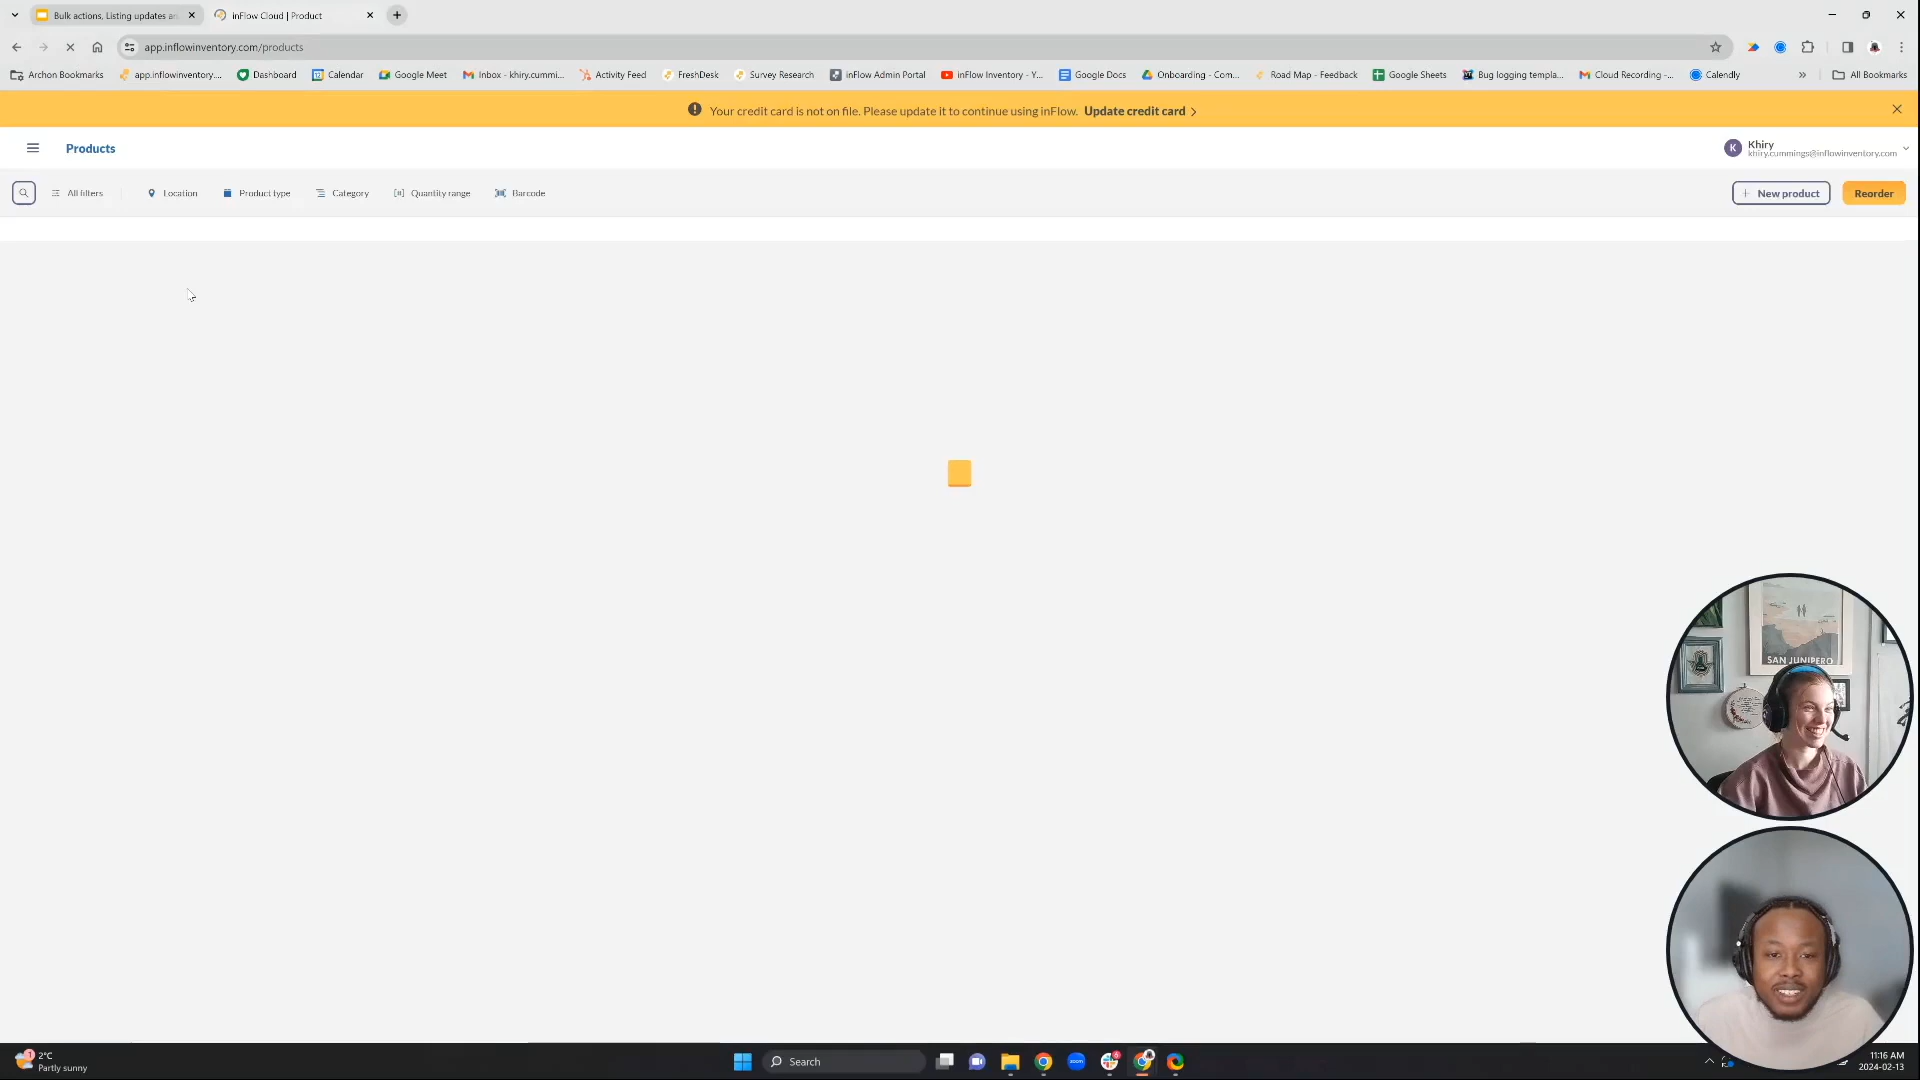 Bulk actions, Listing updates an
inFlow Cloud | Product
app.inflowinventory.com/products
Archon Bookmarks
app.inflowinventory....
Dashboard
Calendar
Google Meet
Inbox - khiry.cummi...
Activity Feed
FreshDesk
Survey Research
inFlow Admin Portal
inFlow Inventory - Y...
Google Docs
Onboarding - Com...
Road Map - Feedback
Google Sheets
Bug logging templa...
Cloud Recording -...
Calendly
»
All Bookmarks
Your credit card is not on file. Please update it to continue using inFlow. Update credit card >
Products
K
Khiry
khiry.cummings@inflowinventory.com
All filters
Location
Product type
Category
Quantity range
Barcode
+ New product
Reorder
SAN JUNIPERO
1
2°C
Partly sunny
Search
zoom
11:16 AM
2024-02-13